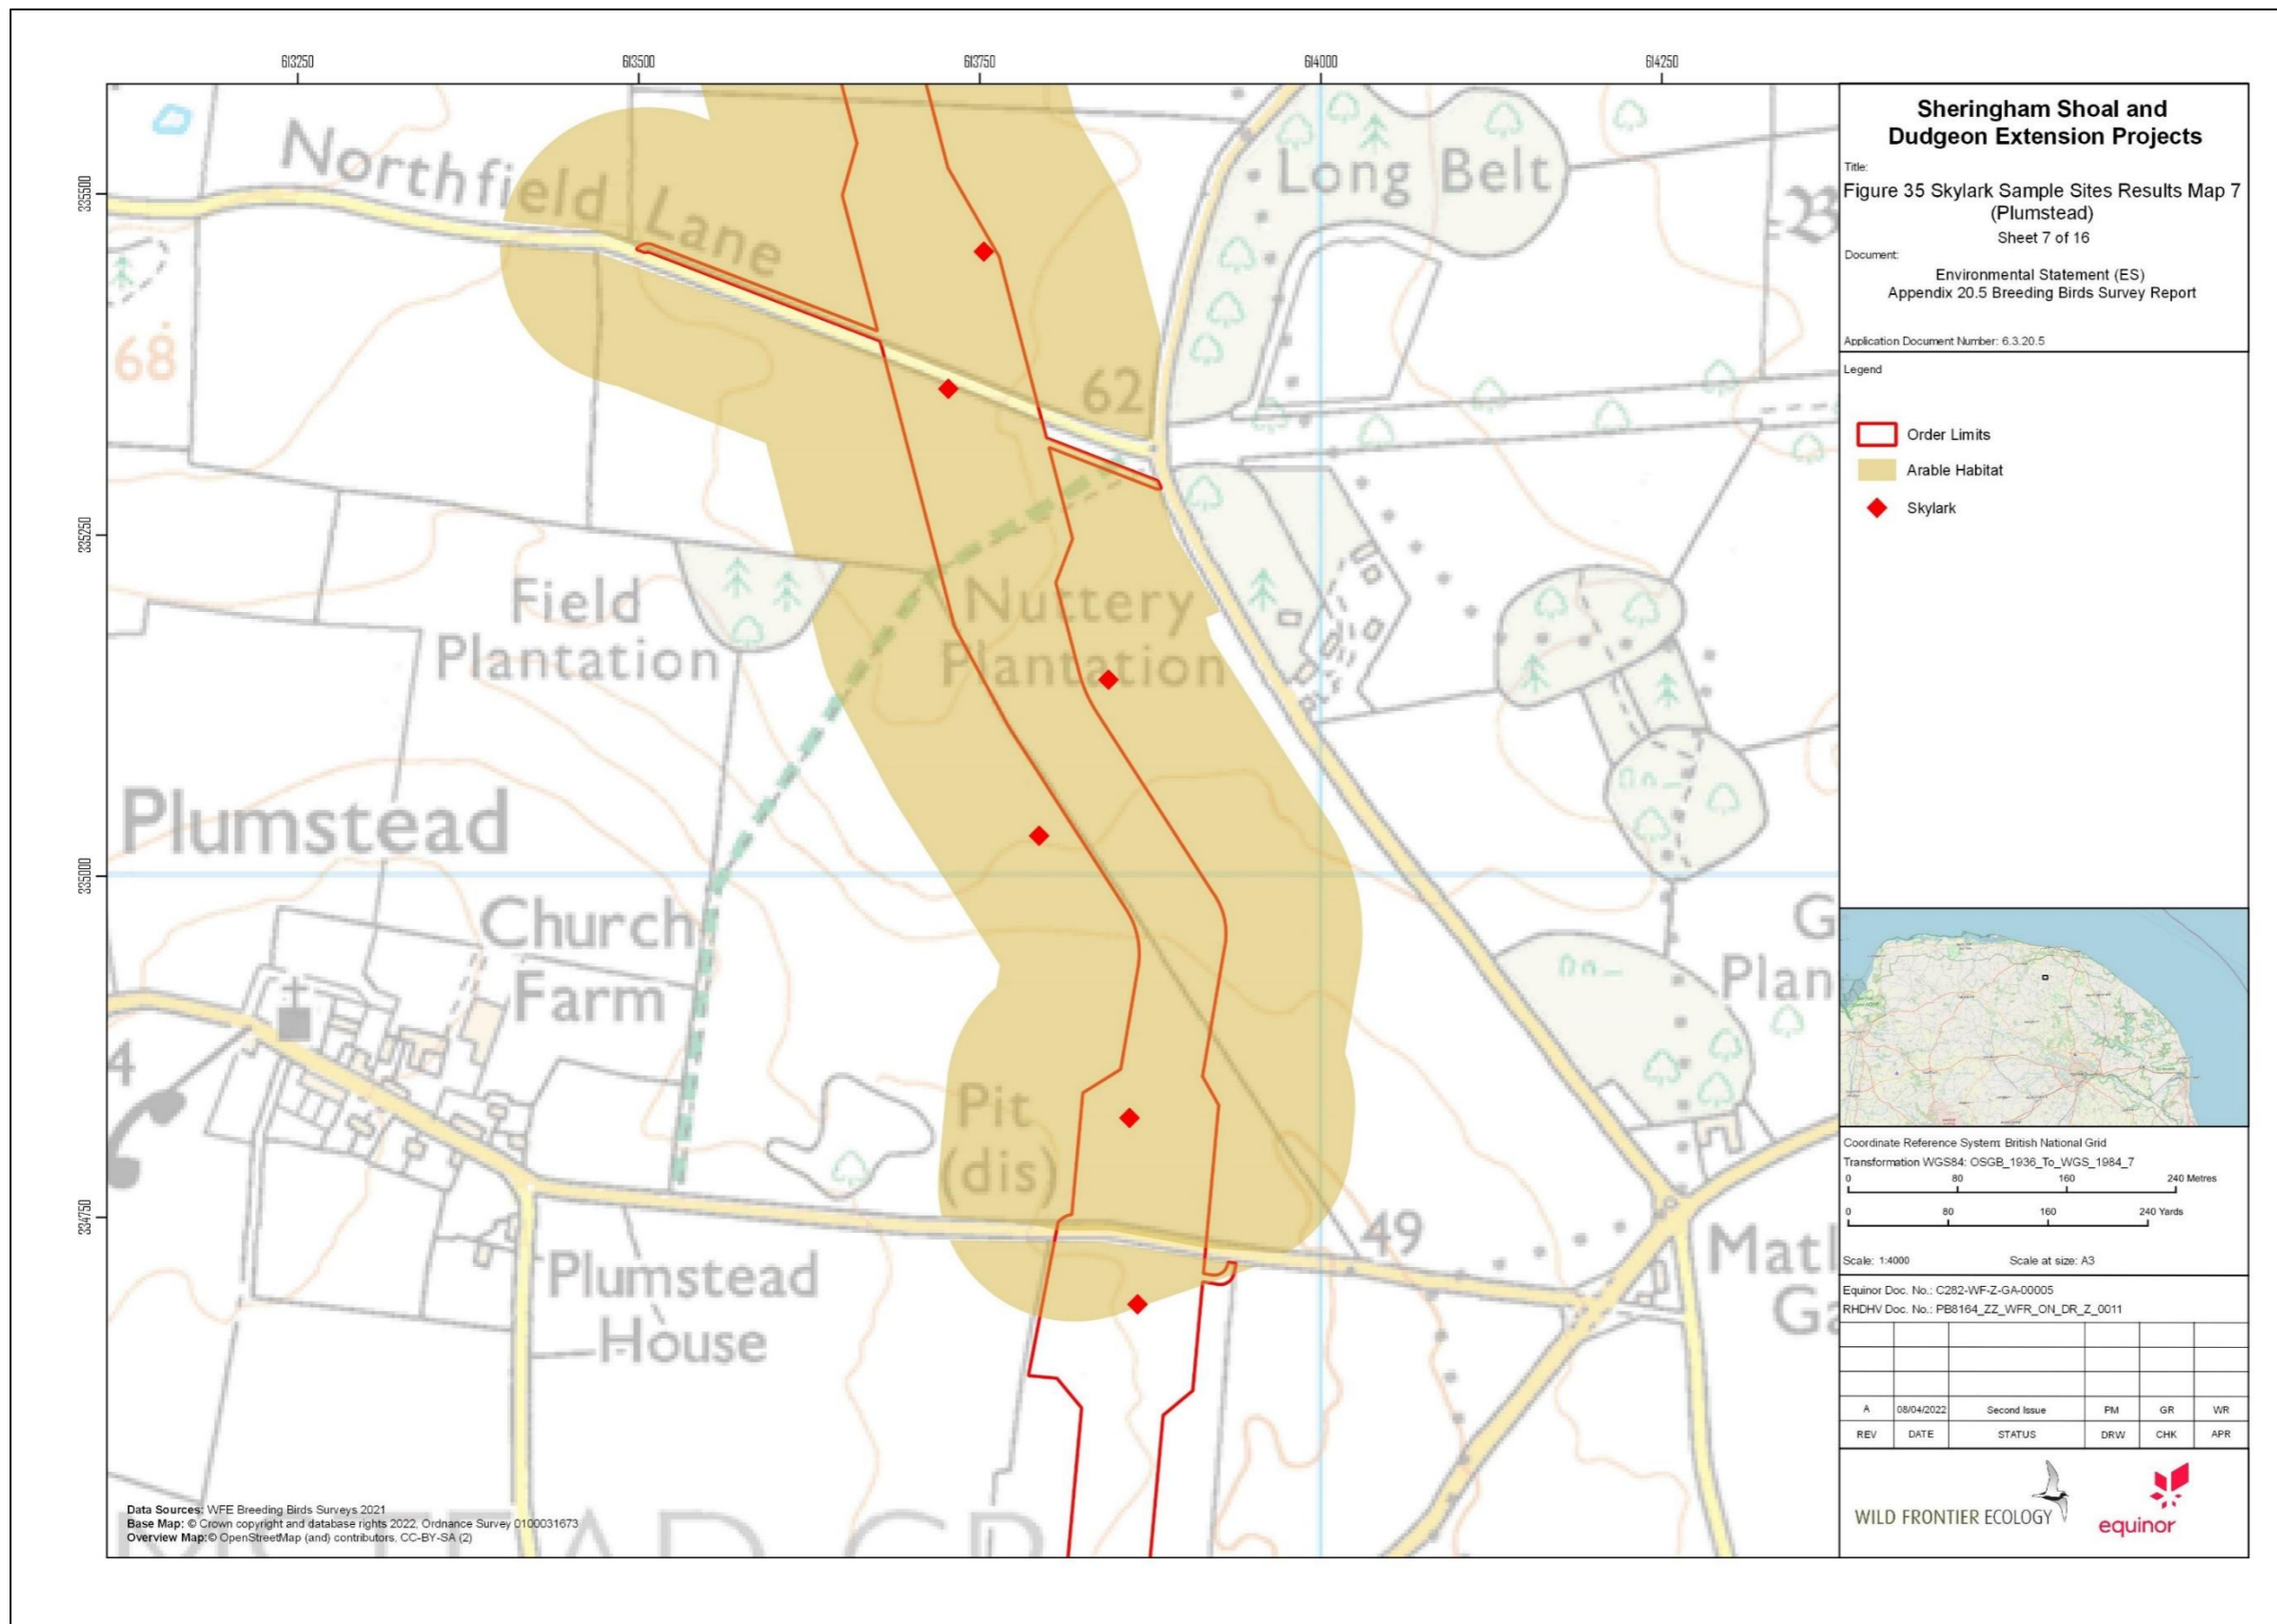 613250 613500 613750 614000 614250
335500
335250
335000
334750
Northfield Lane
Long Belt
68
62
Field
Plantation
Nuttery
Plantation
Plumstead
Church
Farm
G
Plan
4
Pit
(dis)
49
Plumstead
House
Matl
Ga
Data Sources: WFE Breeding Birds Surveys 2021
Base Map: © Crown copyright and database rights 2022, Ordnance Survey 0100031673
Overview Map:© OpenStreetMap (and) contributors, CC-BY-SA (2)
Sheringham Shoal and
Dudgeon Extension Projects
Title:
Figure 35 Skylark Sample Sites Results Map 7
(Plumstead)
Sheet 7 of 16
Document:
Environmental Statement (ES)
Appendix 20.5 Breeding Birds Survey Report
Application Document Number: 6.3.20.5
Legend
Order Limits
Arable Habitat
Skylark
Coordinate Reference System: British National Grid
Transformation WGS84: OSGB_1936_To_WGS_1984_7
0 80 160 240 Metres
0 80 160 240 Yards
Scale: 1:4000 Scale at size: A3
Equinor Doc. No.: C282-WF-Z-GA-00005
RHDHV Doc. No.: PB8164_ZZ_WFR_ON_DR_Z_0011
A 08/04/2022 Second Issue PM GR WR
REV DATE STATUS DRW CHK APR
WILD FRONTIER ECOLOGY
equinor